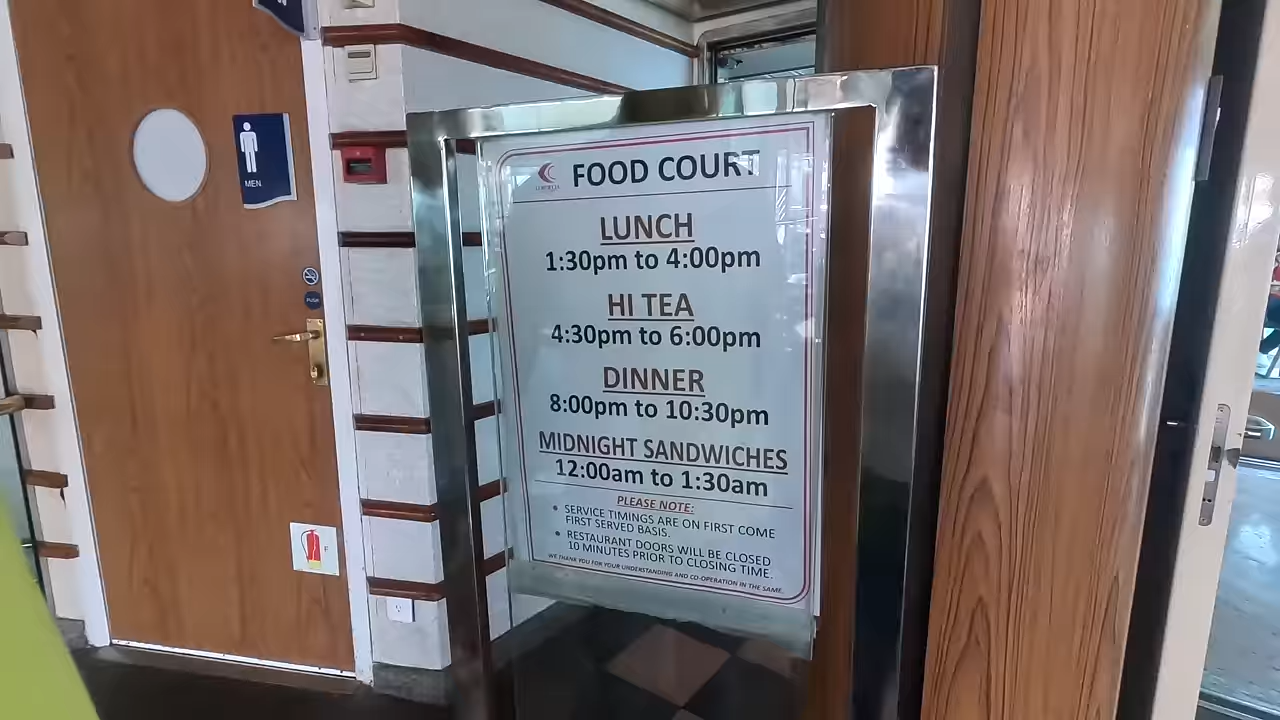 MEN
PUSH
F
FOOD COURT
LUNCH
1:30pm to 4:00pm
HI TEA
4:30pm to 6:00pm
DINNER
8:00pm to 10:30pm
MIDNIGHT SANDWICHES
12:00am to 1:30am
PLEASE NOTE:
• SERVICE TIMINGS ARE ON FIRST COME
FIRST SERVED BASIS.
• RESTAURANT DOORS WILL BE CLOSED
10 MINUTES PRIOR TO CLOSING TIME.
WE THANK YOU FOR YOUR UNDERSTANDING AND CO-OPERATION IN THE SAME.